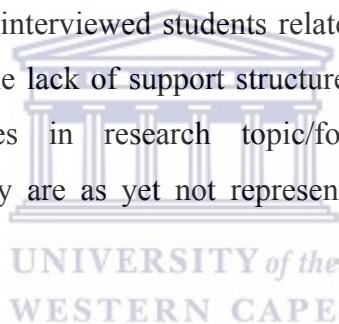 interviewed students relate
lack of support structure
in research topic/fo
are as yet not represen
UNIVERSITY of the
WESTERN CAPE